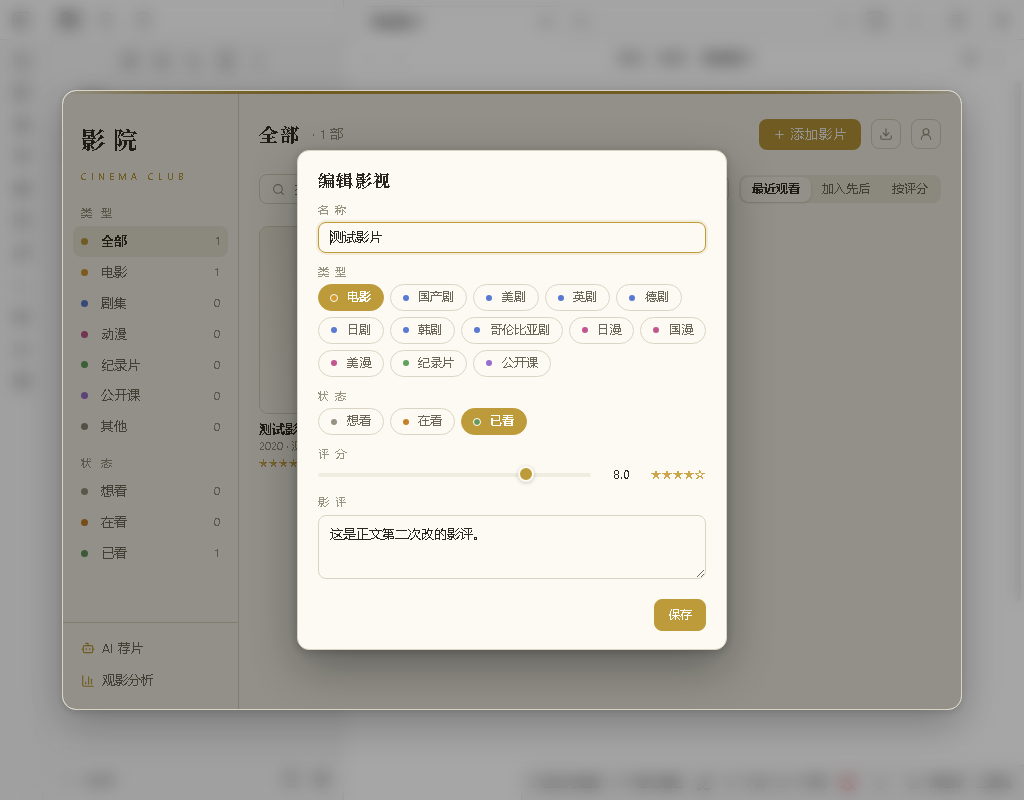 影院
CINEMA CLUB
类型
全部 1
电影 1
剧集 0
动漫 0
纪录片 0
公开课 0
其他 0
状态
想看 0
在看 0
已看 1
AI 荐片
观影分析
全部 · 1 部
+ 添加影片
最近观看 加入先后 按评分
测试影
2020 ·
★★★★
编辑影视
名称
测试影片
类型
电影 国产剧 美剧 英剧 德剧
日剧 韩剧 哥伦比亚剧 日漫 国漫
美漫 纪录片 公开课
状态
想看 在看 已看
评分
8.0 ★★★★☆
影评
这是正文第二次改的影评。
保存